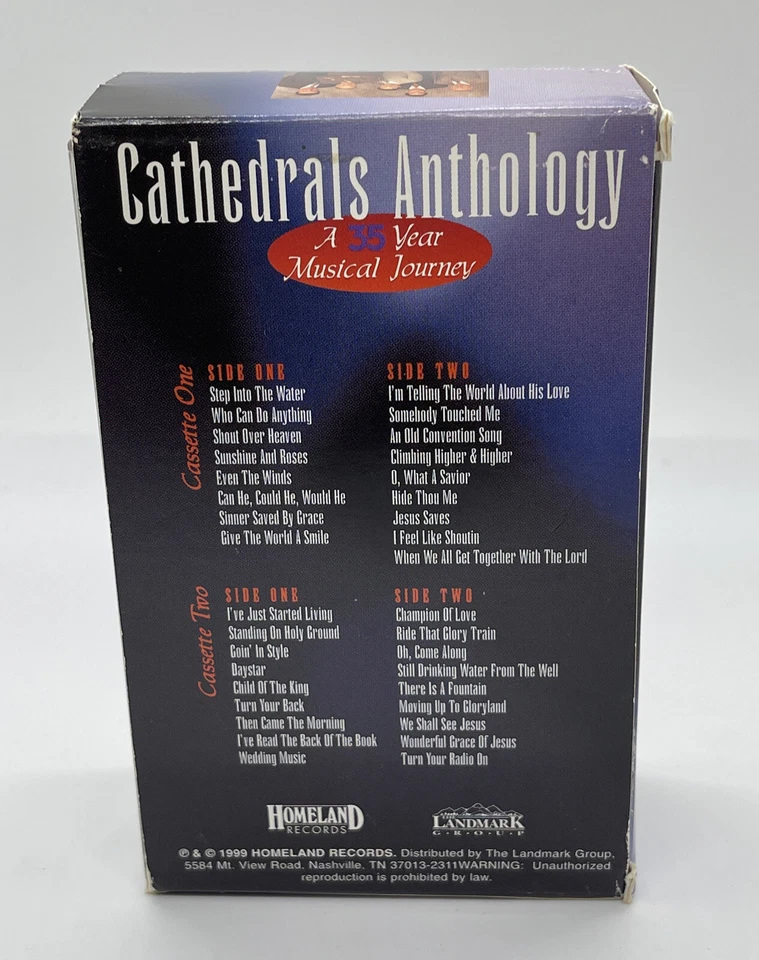 Cathedrals Anthology
A 35 Year
Musical Journey
Cassette One
SIDE ONE
Step Into The Water
Who Can Do Anything
Shout Over Heaven
Sunshine And Roses
Even The Winds
Can He, Could He, Would He
Sinner Saved By Grace
Give The World A Smile
SIDE TWO
I'm Telling The World About His Love
Somebody Touched Me
An Old Convention Song
Climbing Higher & Higher
O, What A Savior
Hide Thou Me
Jesus Saves
I Feel Like Shoutin
When We All Get Together With The Lord
Cassette Two
SIDE ONE
I've Just Started Living
Standing On Holy Ground
Goin' In Style
Daystar
Child Of The King
Turn Your Back
Then Came The Morning
I've Read The Back Of The Book
Wedding Music
SIDE TWO
Champion Of Love
Ride That Glory Train
Oh, Come Along
Still Drinking Water From The Well
There Is A Fountain
Moving Up To Gloryland
We Shall See Jesus
Wonderful Grace Of Jesus
Turn Your Radio On
HOMELAND
RECORDS
LANDMARK
G·R·O·U·P
℗ & © 1999 HOMELAND RECORDS. Distributed by The Landmark Group,
5584 Mt. View Road, Nashville, TN 37013-2311WARNING: Unauthorized
reproduction is prohibited by law.